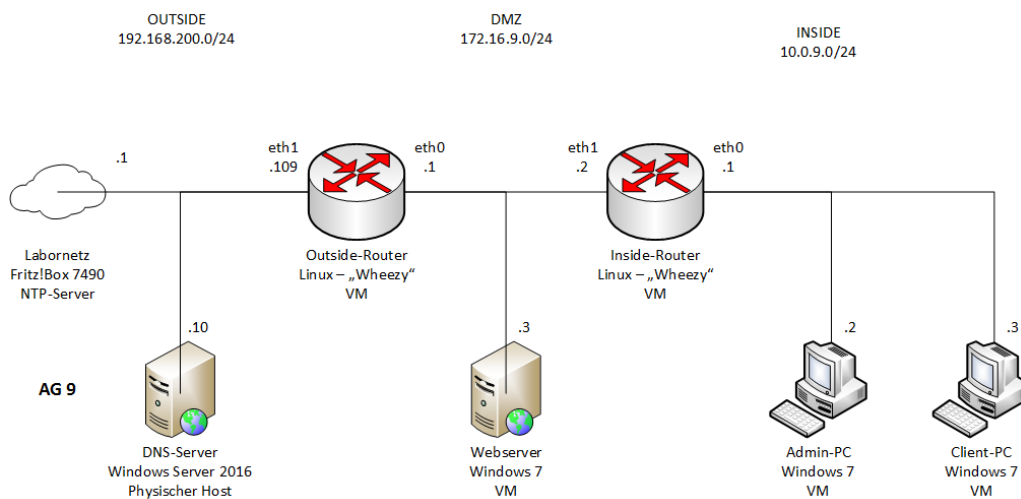 OUTSIDE
192.168.200.0/24
DMZ
172.16.9.0/24
INSIDE
10.0.9.0/24
.1
eth1
.109
eth0
.1
eth1
.2
eth0
.1
Labornetz
Fritz!Box 7490
NTP-Server
Outside-Router
Linux – „Wheezy“
VM
Inside-Router
Linux – „Wheezy“
VM
.10
.3
.2
.3
AG 9
DNS-Server
Windows Server 2016
Physischer Host
Webserver
Windows 7
VM
Admin-PC
Windows 7
VM
Client-PC
Windows 7
VM